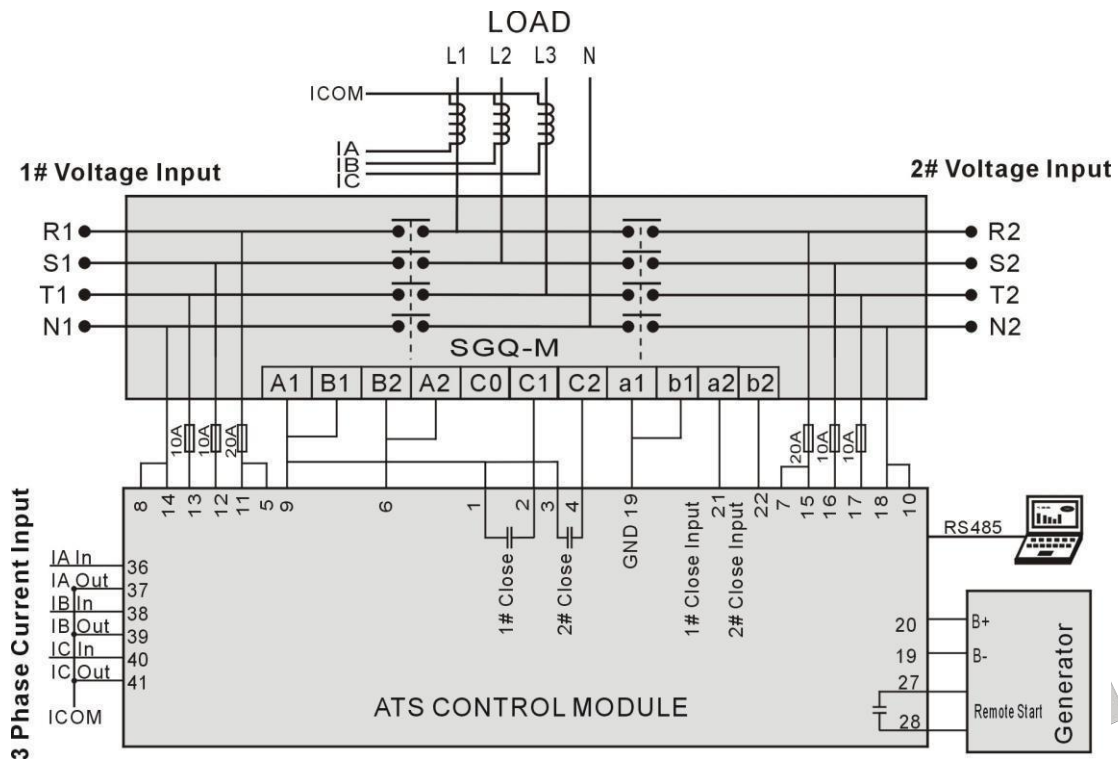 LOAD
L1 L2 L3 N
ICOM
IA
IB
IC
1# Voltage Input
2# Voltage Input
R1
S1
T1
N1
R2
S2
T2
N2
SGQ-M
A1 B1 B2 A2 C0 C1 C2 a1 b1 a2 b2
10A 10A 20A
20A 10A 10A
8 14 13 12 11 5 9 6 1 2 3 4 GND 19 21 22 7 15 16 17 18 10
1# Close
2# Close
1# Close Input
2# Close Input
RS485
3 Phase Current Input
IA In 36
IA Out 37
IB In 38
IB Out 39
IC In 40
IC Out 41
ICOM
ATS CONTROL MODULE
20 B+
19 B-
27
28
Remote Start
Generator